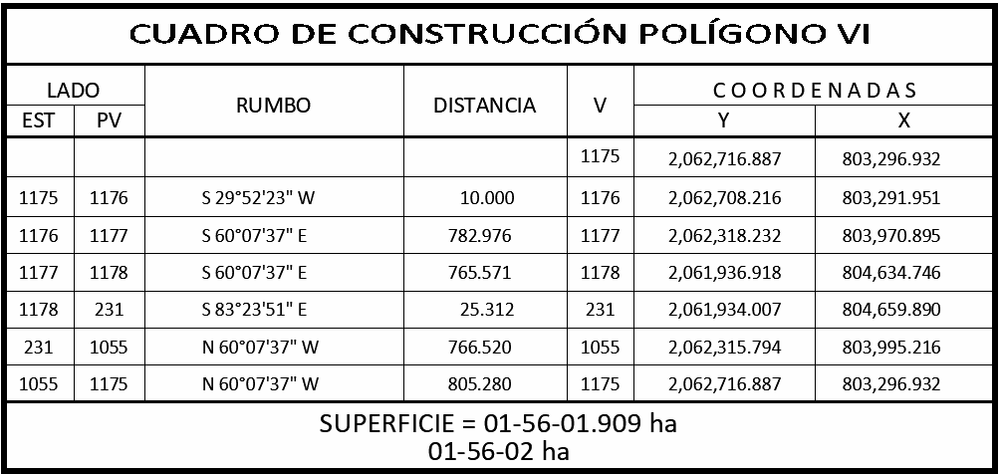 CUADRO DE CONSTRUCCIÓN POLÍGONO VI
LADO RUMBO DISTANCIA V C O O R D E N A D A S
EST PV Y X
1175 2,062,716.887 803,296.932
1175 1176 S 29°52'23" W 10.000 1176 2,062,708.216 803,291.951
1176 1177 S 60°07'37" E 782.976 1177 2,062,318.232 803,970.895
1177 1178 S 60°07'37" E 765.571 1178 2,061,936.918 804,634.746
1178 231 S 83°23'51" E 25.312 231 2,061,934.007 804,659.890
231 1055 N 60°07'37" W 766.520 1055 2,062,315.794 803,995.216
1055 1175 N 60°07'37" W 805.280 1175 2,062,716.887 803,296.932
SUPERFICIE = 01-56-01.909 ha
01-56-02 ha